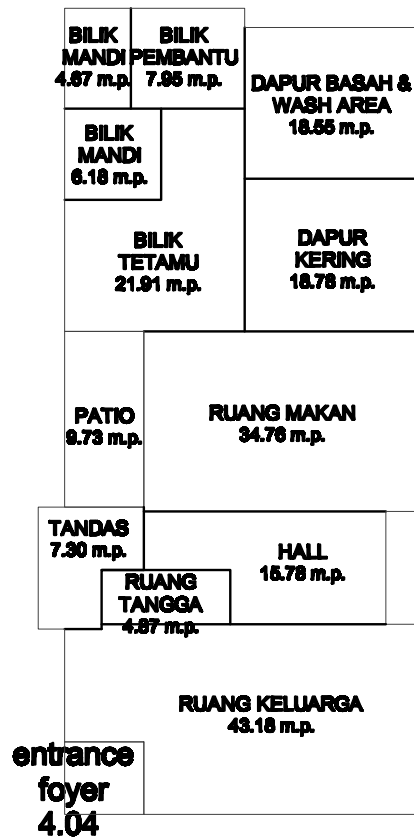 BILIK
MANDI
4.67 m.p.
BILIK
PEMBANTU
7.95 m.p.
DAPUR BASAH &
WASH AREA
18.55 m.p.
BILIK
MANDI
6.18 m.p.
BILIK
TETAMU
21.91 m.p.
DAPUR
KERING
18.78 m.p.
PATIO
9.73 m.p.
RUANG MAKAN
34.76 m.p.
TANDAS
7.30 m.p.
HALL
15.78 m.p.
RUANG
TANGGA
4.87 m.p.
RUANG KELUARGA
43.18 m.p.
entrance
foyer
4.04